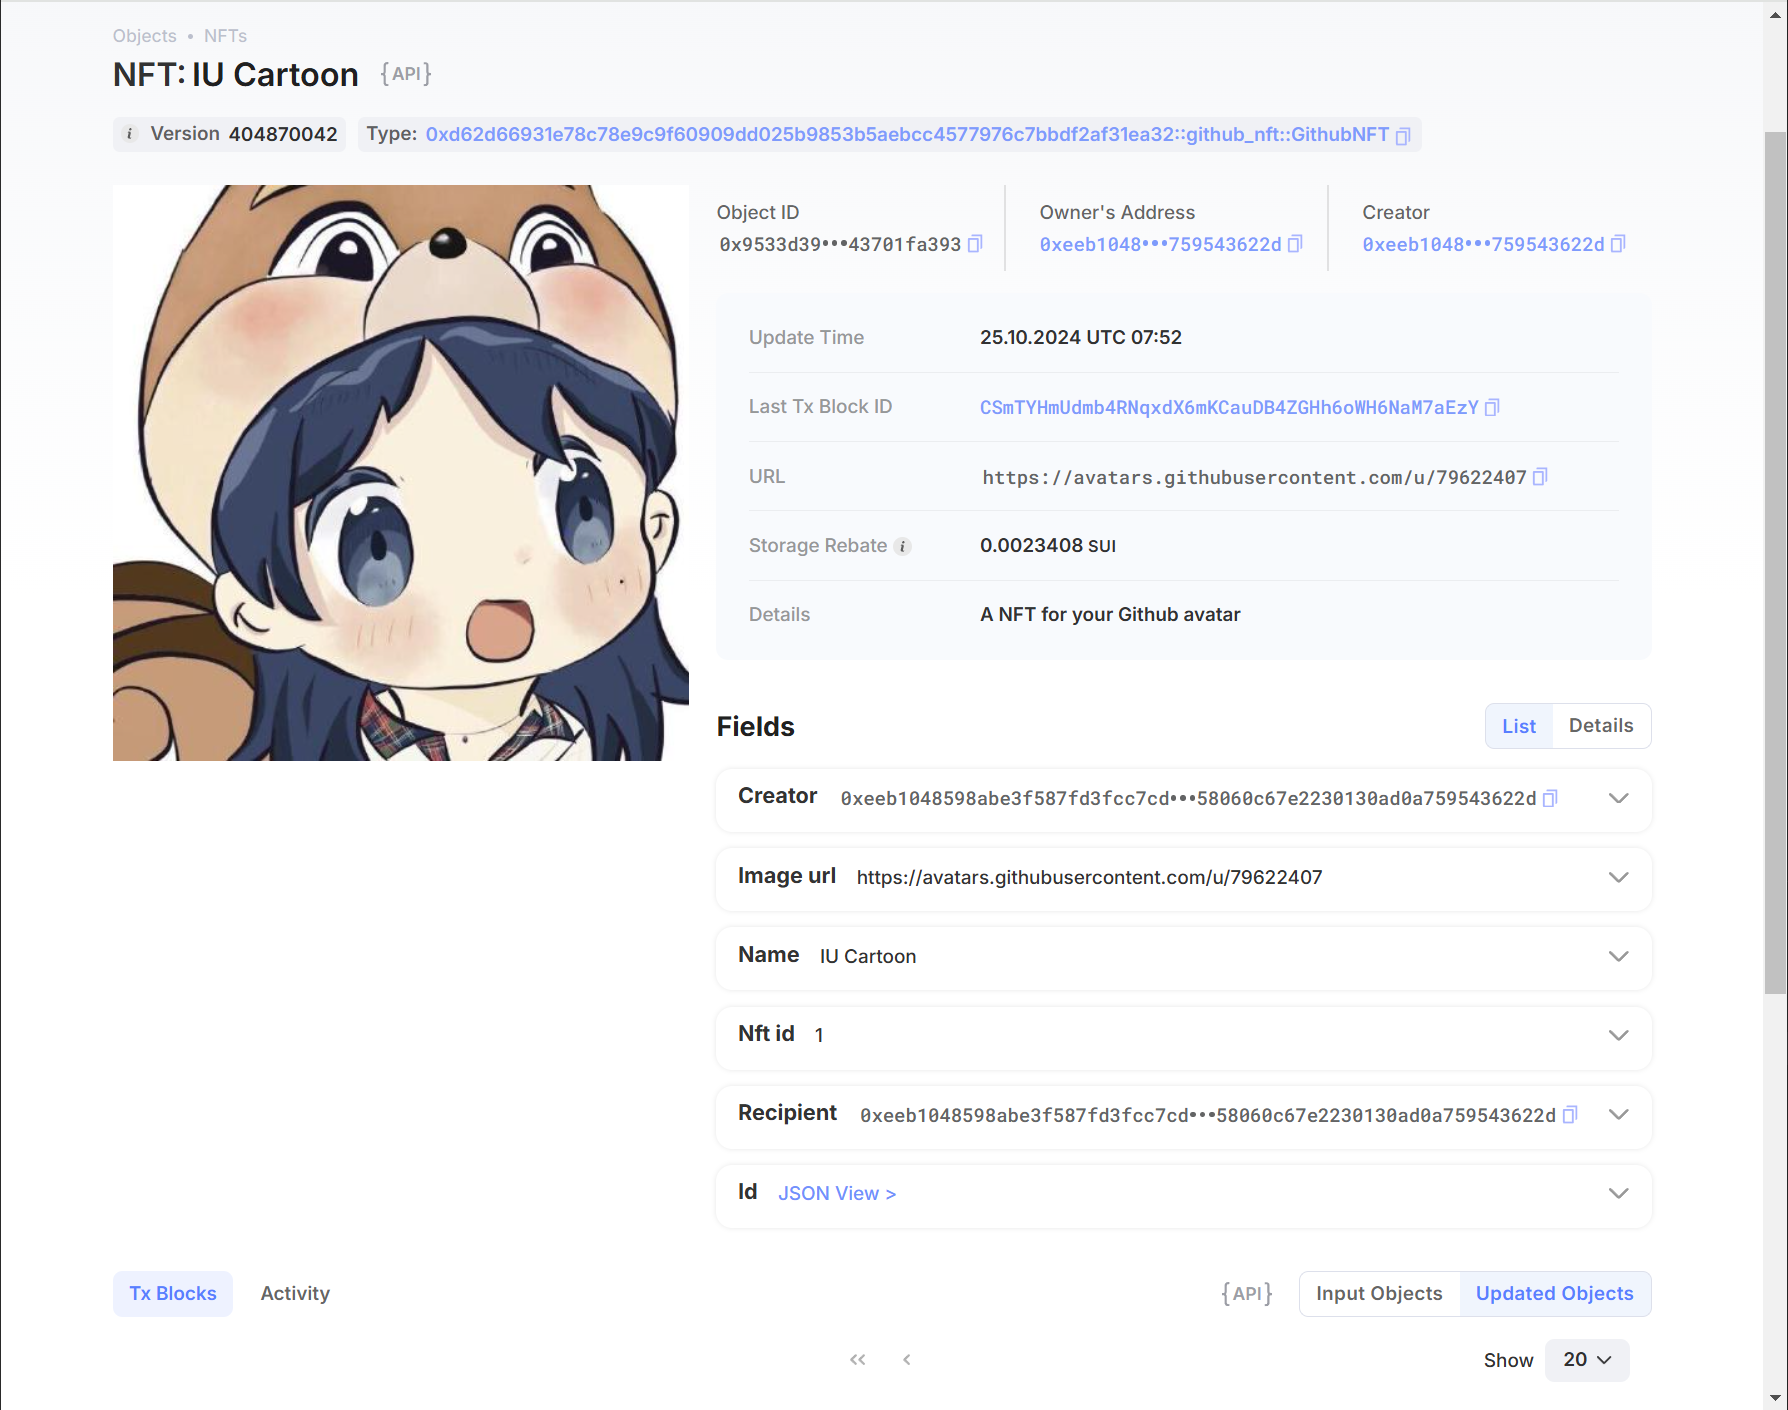 Objects • NFTs
NFT: IU Cartoon {API}
i Version 404870042 Type: 0xd62d66931e78c78e9c9f60909dd025b9853b5aebcc4577976c7bbdf2af31ea32::github_nft::GithubNFT
Object ID Owner's Address Creator
0x9533d39•••43701fa393 0xeeb1048•••759543622d 0xeeb1048•••759543622d
Update Time 25.10.2024 UTC 07:52
Last Tx Block ID CSmTYHmUdmb4RNqxdX6mKCauDB4ZGHh6oWH6NaM7aEzY
URL https://avatars.githubusercontent.com/u/79622407
Storage Rebate i 0.0023408 SUI
Details A NFT for your Github avatar
Fields List Details
Creator 0xeeb1048598abe3f587fd3fcc7cd•••58060c67e2230130ad0a759543622d
Image url https://avatars.githubusercontent.com/u/79622407
Name IU Cartoon
Nft id 1
Recipient 0xeeb1048598abe3f587fd3fcc7cd•••58060c67e2230130ad0a759543622d
Id JSON View >
Tx Blocks Activity {API} Input Objects Updated Objects
Show 20